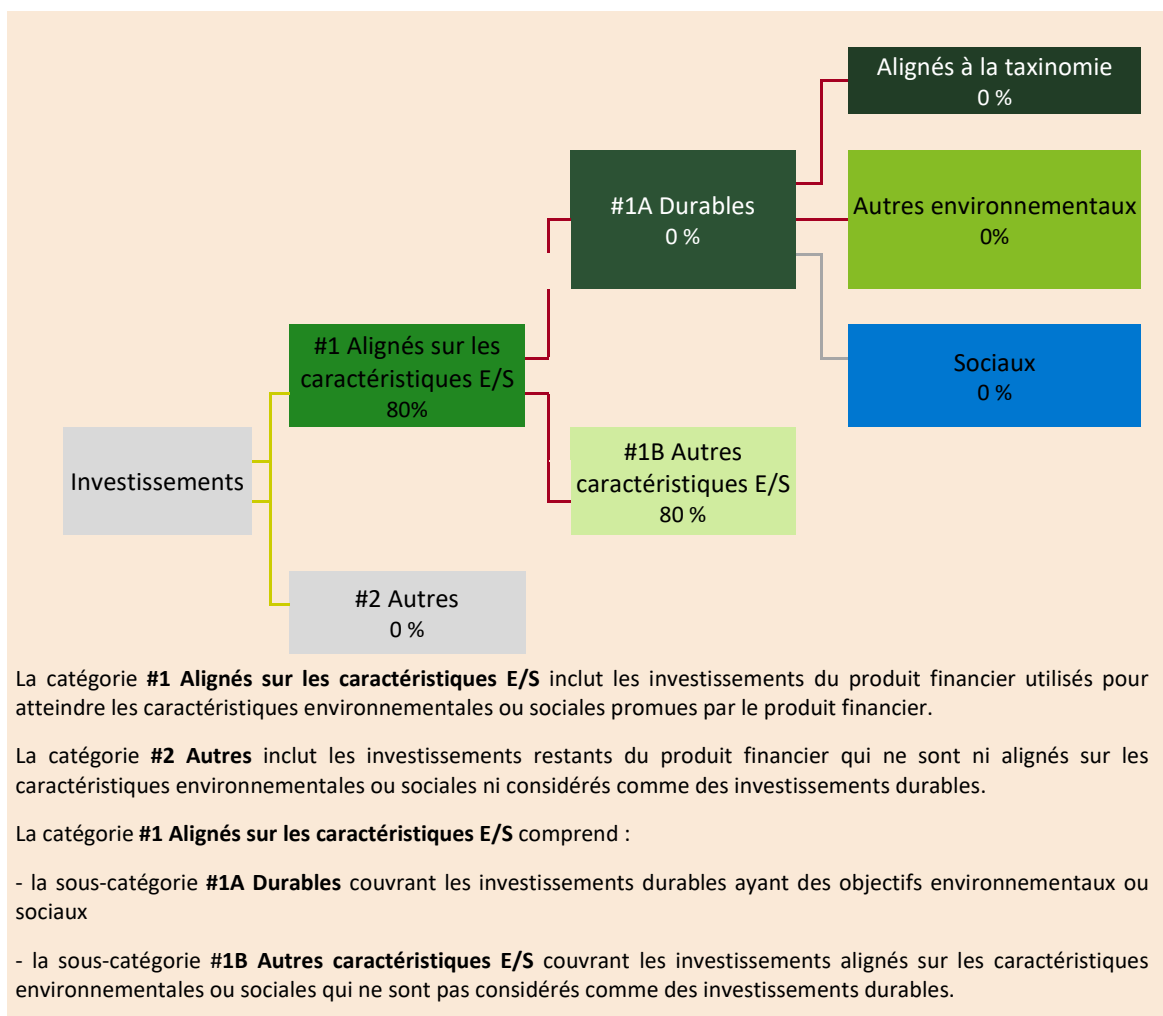 Alignés à la taxinomie
0 %
#1A Durables
0 %
Autres environnementaux
0%
#1 Alignés sur les
caractéristiques E/S
80%
Sociaux
0 %
Investissements
#1B Autres
caractéristiques E/S
80 %
#2 Autres
0 %
La catégorie #1 Alignés sur les caractéristiques E/S inclut les investissements du produit financier utilisés pour
atteindre les caractéristiques environnementales ou sociales promues par le produit financier.
La catégorie #2 Autres inclut les investissements restants du produit financier qui ne sont ni alignés sur les
caractéristiques environnementales ou sociales ni considérés comme des investissements durables.
La catégorie #1 Alignés sur les caractéristiques E/S comprend :
- la sous-catégorie #1A Durables couvrant les investissements durables ayant des objectifs environnementaux ou
sociaux
- la sous-catégorie #1B Autres caractéristiques E/S couvrant les investissements alignés sur les caractéristiques
environnementales ou sociales qui ne sont pas considérés comme des investissements durables.